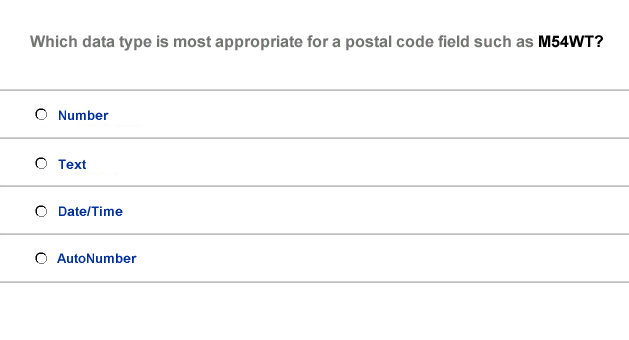 Which data type is most appropriate for a postal code field such as M54WT?
Number
Text
Date/Time
AutoNumber